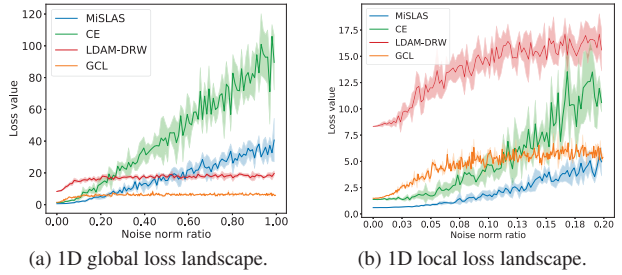 MiSLAS
CE
LDAM-DRW
GCL
Loss value
120
100
80
60
40
20
0
0.00 0.20 0.40 0.60 0.80 1.00
Noise norm ratio
(a) 1D global loss landscape.
MiSLAS
CE
LDAM-DRW
GCL
Loss value
20.0
17.5
15.0
12.5
10.0
7.5
5.0
2.5
0.0
0.00 0.03 0.05 0.08 0.10 0.13 0.15 0.18 0.20
Noise norm ratio
(b) 1D local loss landscape.